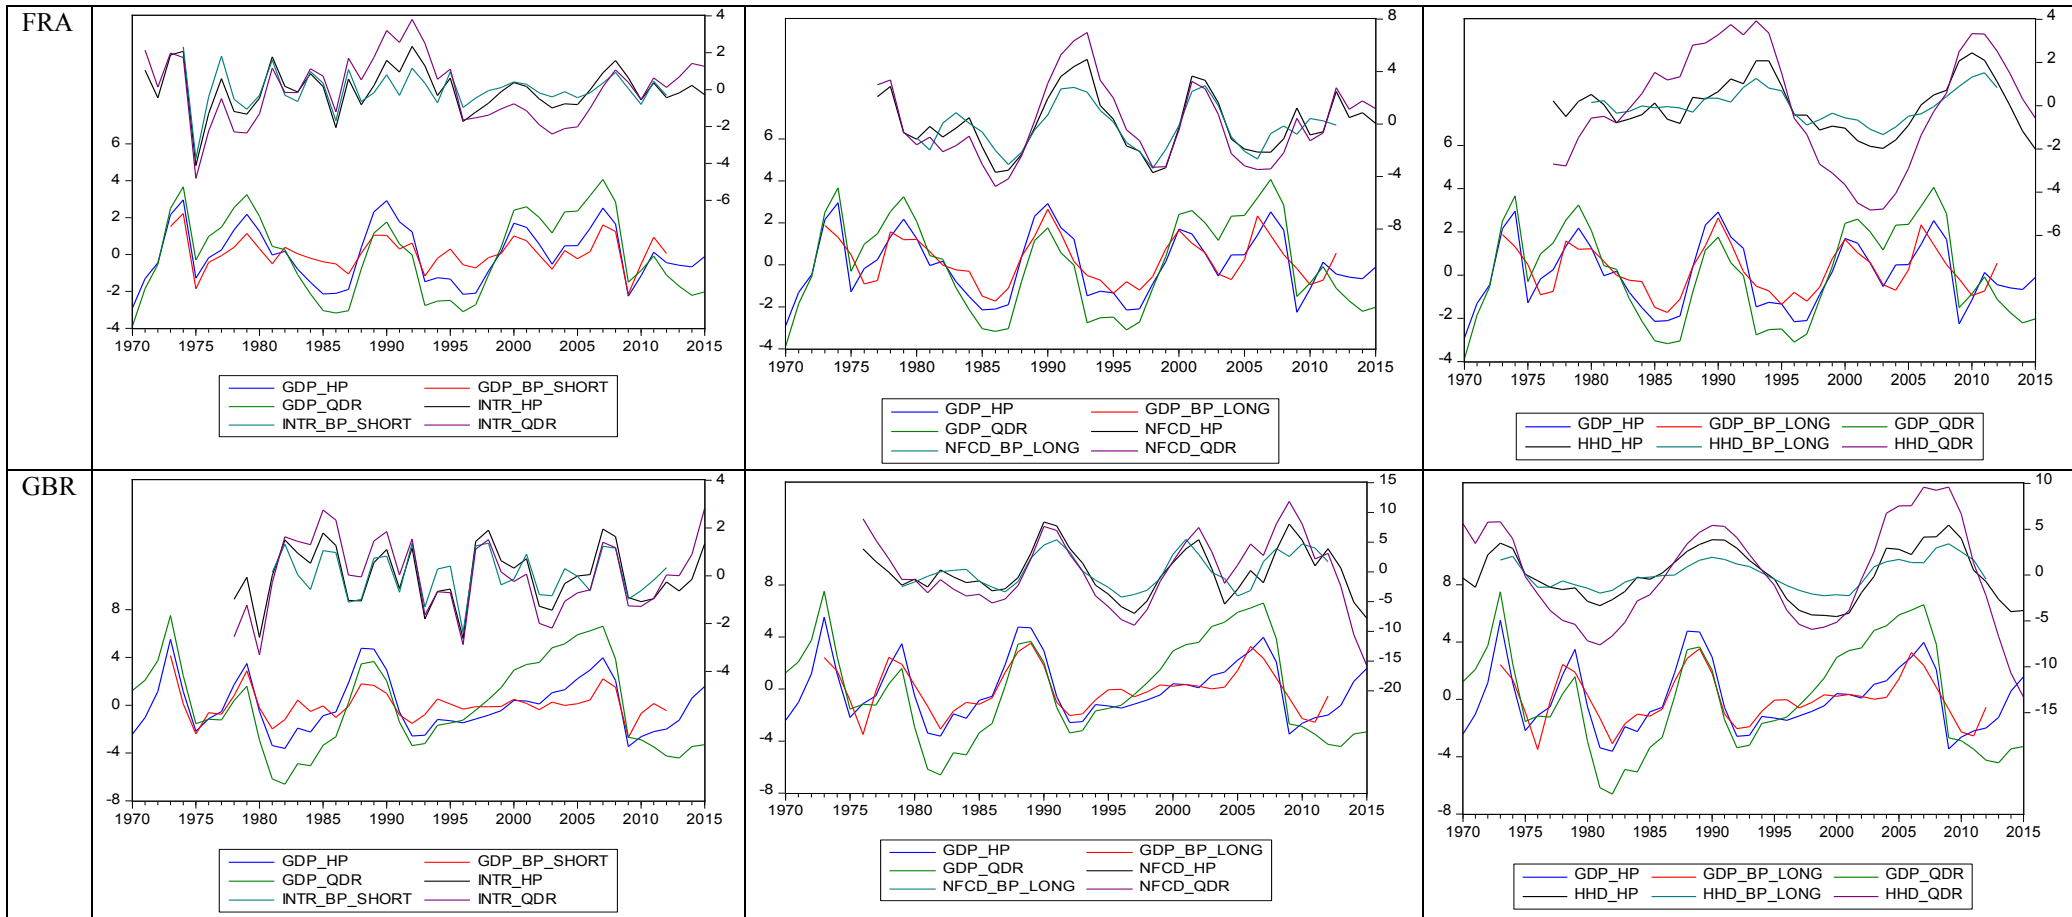 FRA
4
2
0
-2
-4
-6
6
4
2
0
-2
-4
1970 1975 1980 1985 1990 1995 2000 2005 2010 2015
GDP_HP GDP_BP_SHORT
GDP_QDR INTR_HP
INTR_BP_SHORT INTR_QDR
8
4
0
-4
-8
6
4
2
0
-2
-4
1970 1975 1980 1985 1990 1995 2000 2005 2010 2015
GDP_HP GDP_BP_LONG
GDP_QDR NFCD_HP
NFCD_BP_LONG NFCD_QDR
4
2
0
-2
-4
-6
6
4
2
0
-2
-4
1970 1975 1980 1985 1990 1995 2000 2005 2010 2015
GDP_HP GDP_BP_LONG GDP_QDR
HHD_HP HHD_BP_LONG HHD_QDR
GBR
4
2
0
-2
-4
8
4
0
-4
-8
1970 1975 1980 1985 1990 1995 2000 2005 2010 2015
GDP_HP GDP_BP_SHORT
GDP_QDR INTR_HP
INTR_BP_SHORT INTR_QDR
15
10
5
0
-5
-10
-15
-20
8
4
0
-4
-8
1970 1975 1980 1985 1990 1995 2000 2005 2010 2015
GDP_HP GDP_BP_LONG
GDP_QDR NFCD_HP
NFCD_BP_LONG NFCD_QDR
10
5
0
-5
-10
-15
8
4
0
-4
-8
1970 1975 1980 1985 1990 1995 2000 2005 2010 2015
GDP_HP GDP_BP_LONG GDP_QDR
HHD_HP HHD_BP_LONG HHD_QDR